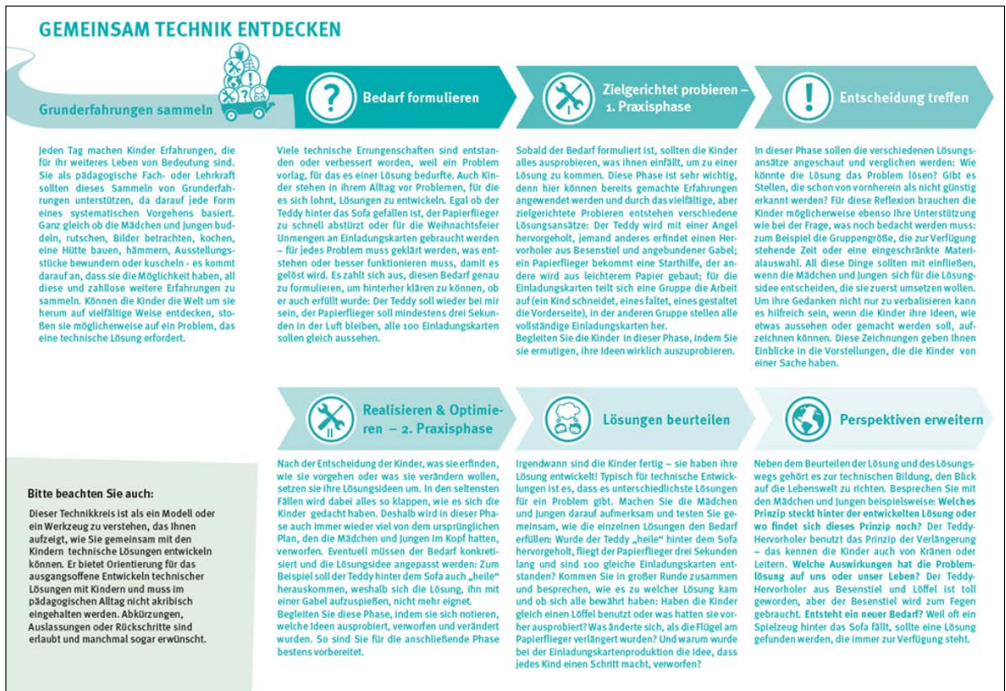 GEMEINSAM TECHNIK ENTDECKEN
Grunderfahrungen sammeln
Jeden Tag machen Kinder Erfahrungen, die
für ihr weiteres Leben von Bedeutung sind.
Sie als pädagogische Fach- oder Lehrkraft
sollten dieses Sammeln von Grunderfah-
rungen unterstützen, da darauf jede Form
eines systematischen Vorgehens basiert.
Ganz gleich ob die Mädchen und Jungen bud-
deln, rutschen, Bilder betrachten, kochen,
eine Hütte bauen, hämmern, Ausstellungs-
stücke bewundern oder kuscheln - es kommt
darauf an, dass sie die Möglichkeit haben, all
diese und zahllose weitere Erfahrungen zu
sammeln. Können die Kinder die Welt um sie
herum auf vielfältige Weise entdecken, sto-
ßen sie möglicherweise auf ein Problem, das
eine technische Lösung erfordert.
?
Bedarf formulieren
Viele technische Errungenschaften sind entstan-
den oder verbessert worden, weil ein Problem
vorlag, für das es einer Lösung bedurfte. Auch Kin-
der stehen in ihrem Alltag vor Problemen, für die
es sich lohnt, Lösungen zu entwickeln. Egal ob der
Teddy hinter das Sofa gefallen ist, der Papierflieger
zu schnell abstürzt oder für die Weihnachtsfeier
Unmengen an Einladungskarten gebraucht werden
– für jedes Problem muss geklärt werden, was ent-
stehen oder besser funktionieren muss, damit es
gelöst wird. Es zahlt sich aus, diesen Bedarf genau
zu formulieren, um hinterher klären zu können, ob
er auch erfüllt wurde: Der Teddy soll wieder bei mir
sein, der Papierflieger soll mindestens drei Sekun-
den in der Luft bleiben, alle 100 Einladungskarten
sollen gleich aussehen.
Zielgerichtet probieren –
1. Praxisphase
Sobald der Bedarf formuliert ist, sollten die Kinder
alles ausprobieren, was ihnen einfällt, um zu einer
Lösung zu kommen. Diese Phase ist sehr wichtig,
denn hier können bereits gemachte Erfahrungen
angewendet werden und durch das vielfältige, aber
zielgerichtete Probieren entstehen verschiedene
Lösungsansätze: Der Teddy wird mit einer Angel
hervorgeholt, jemand anderes erfindet einen Her-
vorholer aus Besenstiel und angebundener Gabel;
ein Papierflieger bekommt eine Starthilfe, der an-
dere wird aus leichterem Papier gebaut; für die
Einladungskarten teilt sich eine Gruppe die Arbeit
auf (ein Kind schneidet, eines faltet, eines gestaltet
die Vorderseite), in der anderen Gruppe stellen alle
vollständige Einladungskarten her.
Begleiten Sie die Kinder in dieser Phase, indem Sie
sie ermutigen, ihre Ideen wirklich auszuprobieren.
!
Entscheidung treffen
In dieser Phase sollen die verschiedenen Lösungs-
ansätze angeschaut und verglichen werden: Wie
könnte die Lösung das Problem lösen? Gibt es
Stellen, die schon von vornherein als nicht günstig
erkannt werden? Für diese Reflexion brauchen die
Kinder möglicherweise ebenso Ihre Unterstützung
wie bei der Frage, was noch bedacht werden muss:
zum Beispiel die Gruppengröße, die zur Verfügung
stehende Zeit oder eine eingeschränkte Materi-
alauswahl. All diese Dinge sollten mit einfließen,
wenn die Mädchen und Jungen sich für die Lösung-
sidee entscheiden, die sie zuerst umsetzen wollen.
Um ihre Gedanken nicht nur zu verbalisieren kann
es hilfreich sein, wenn die Kinder ihre Ideen, wie
etwas aussehen oder gemacht werden soll, auf-
zeichnen können. Diese Zeichnungen geben Ihnen
Einblicke in die Vorstellungen, die die Kinder von
einer Sache haben.
Realisieren & Optimie-
ren – 2. Praxisphase
Nach der Entscheidung der Kinder, was sie erfinden,
wie sie vorgehen oder was sie verändern wollen,
setzen sie ihre Lösungsideen um. In den seltensten
Fällen wird dabei alles so klappen, wie es sich die
Kinder gedacht haben. Deshalb wird in dieser Pha-
se auch immer wieder viel von dem ursprünglichen
Plan, den die Mädchen und Jungen im Kopf hatten,
verworfen. Eventuell müssen der Bedarf konkreti-
siert und die Lösungsidee angepasst werden: Zum
Beispiel soll der Teddy hinter dem Sofa auch „heile"
herauskommen, weshalb sich die Lösung, ihn mit
einer Gabel aufzuspießen, nicht mehr eignet.
Begleiten Sie diese Phase, indem sie sich notieren,
welche Ideen ausprobiert, verworfen und verändert
wurden. So sind Sie für die anschließende Phase
bestens vorbereitet.
Lösungen beurteilen
Irgendwann sind die Kinder fertig – sie haben ihre
Lösung entwickelt! Typisch für technische Entwick-
lungen ist es, dass es unterschiedlichste Lösungen
für ein Problem gibt. Machen Sie die Mädchen
und Jungen darauf aufmerksam und testen Sie ge-
meinsam, wie die einzelnen Lösungen den Bedarf
erfüllen: Wurde der Teddy „heile" hinter dem Sofa
hervorgeholt, fliegt der Papierflieger drei Sekunden
lang und sind 100 gleiche Einladungskarten ent-
standen? Kommen Sie in großer Runde zusammen
und besprechen, wie es zu welcher Lösung kam
und ob sich alle bewährt haben: Haben die Kinder
gleich einen Löffel benutzt oder was hatten sie vor-
her ausprobiert? Was änderte sich, als die Flügel am
Papierflieger verlängert wurden? Und warum wurde
bei der Einladungskartenproduktion die Idee, dass
jedes Kind einen Schritt macht, verworfen?
Perspektiven erweitern
Neben dem Beurteilen der Lösung und des Lösungs-
wegs gehört es zur technischen Bildung, den Blick
auf die Lebenswelt zu richten. Besprechen Sie mit
den Mädchen und Jungen beispielsweise: Welches
Prinzip steckt hinter der entwickelten Lösung oder
wo findet sich dieses Prinzip noch? Der Teddy-
Hervorholer benutzt das Prinzip der Verlängerung
– das kennen die Kinder auch von Kränen oder
Leitern. Welche Auswirkungen hat die Problem-
lösung auf uns oder unser Leben? Der Teddy-
Hervorholer aus Besenstiel und Löffel ist toll
geworden, aber der Besenstiel wird zum Fegen
gebraucht. Entsteht ein neuer Bedarf? Weil oft ein
Spielzeug hinter das Sofa fällt, sollte eine Lösung
gefunden werden, die immer zur Verfügung steht.
Bitte beachten Sie auch:
Dieser Technikkreis ist als ein Modell oder
ein Werkzeug zu verstehen, das Ihnen
aufzeigt, wie Sie gemeinsam mit den
Kindern technische Lösungen entwickeln
können. Er bietet Orientierung für das
ausgangsoffene Entwickeln technischer
Lösungen mit Kindern und muss im
pädagogischen Alltag nicht akribisch
eingehalten werden. Abkürzungen,
Auslassungen oder Rückschritte sind
erlaubt und manchmal sogar erwünscht.